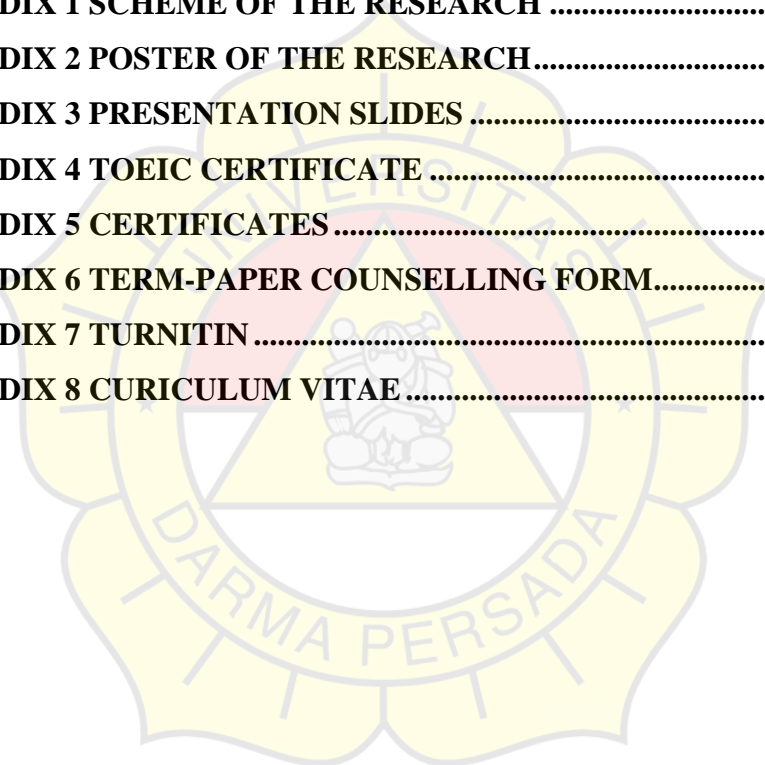 DIX 1 SCHEME OF THE RESEARCH ..............................
DIX 2 POSTER OF THE RESEARCH ..............................
DIX 3 PRESENTATION SLIDES ..............................
DIX 4 TOEIC CERTIFICATE ..............................
DIX 5 CERTIFICATES ..............................
DIX 6 TERM-PAPER COUNSELLING FORM ..............
DIX 7 TURNITIN ..............................
DIX 8 CURICULUM VITAE ..............................
UNIVERSITAS
DARMA PERSADA